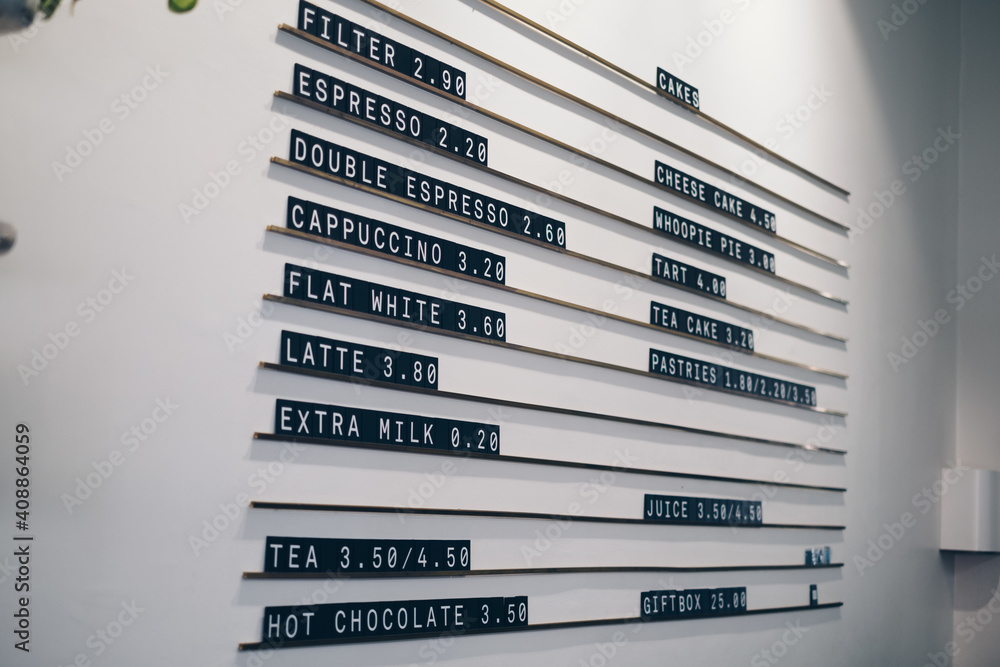 FILTER 2.90
ESPRESSO 2.20
DOUBLE ESPRESSO 2.60
CAPPUCCINO 3.20
FLAT WHITE 3.60
LATTE 3.80
EXTRA MILK 0.20
TEA 3.50/4.50
HOT CHOCOLATE 3.50
CAKES
CHEESE CAKE 4.50
WHOOPIE PIE 3.00
TART 4.00
TEA CAKE 3.20
PASTRIES 1.80/2.20/3.50
JUICE 3.50/4.50
GIFTBOX 25.00
Adobe Stock | #408864059